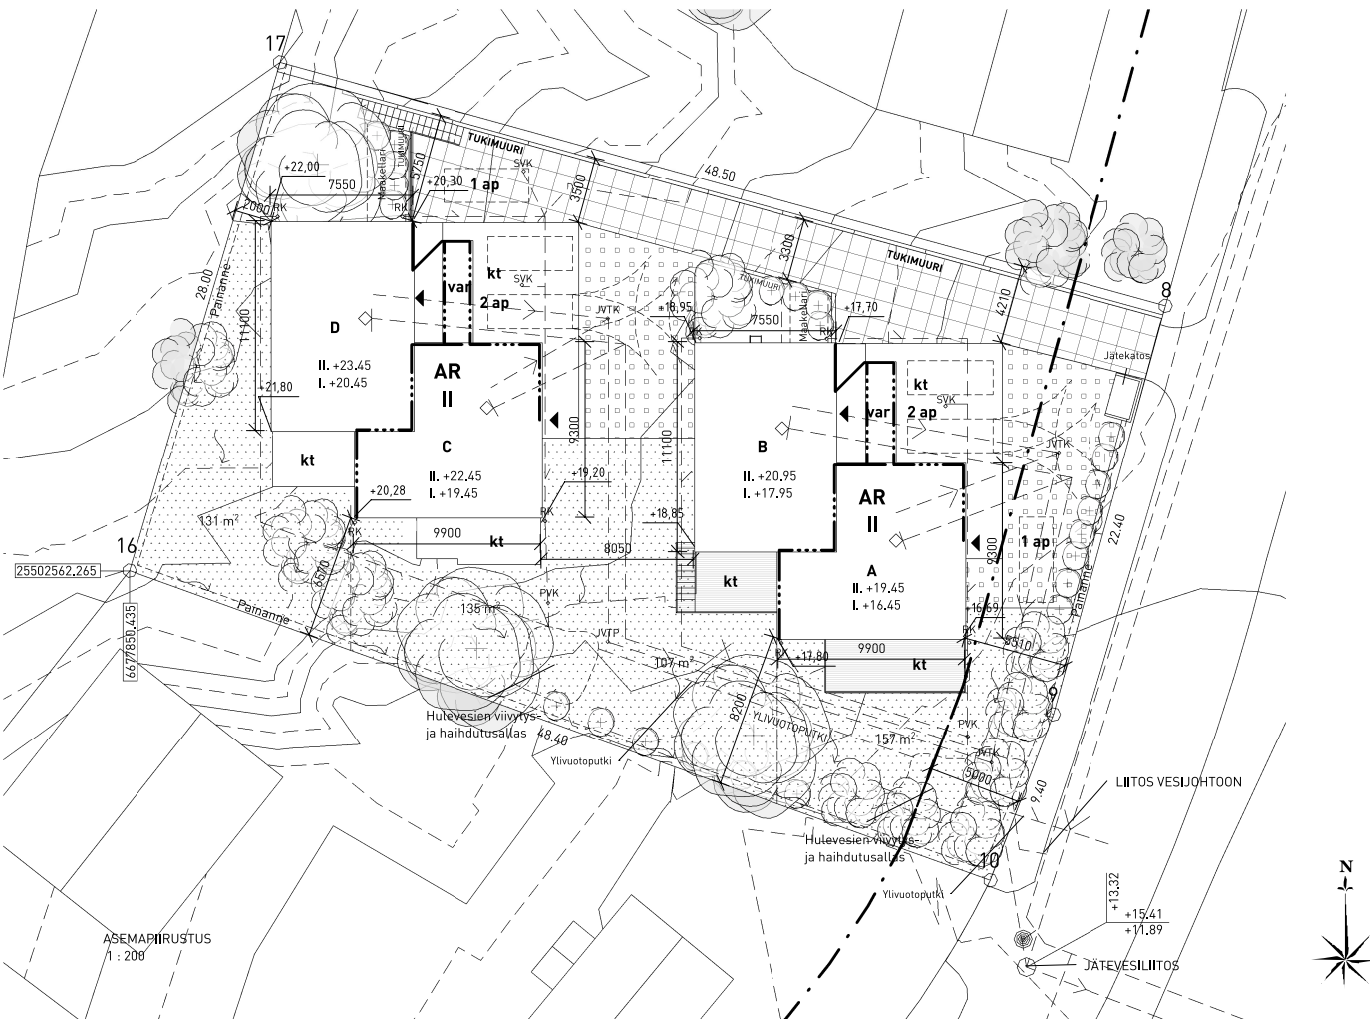 17
TUKIMUURI
48.50
SVK
+22,00
7550
Maakellari
TUKIMUURI
5750
+20,30
1 ap
3500
2000
RK
RK
3300
TUKIMUURI
8
28.00
Painanne
11100
var
kt
SVK
2 ap
TUKIMUURI
4210
+18,95
7550
Maakellari
+17,70
JVTK
RK
RK
D
II. +23.45
I. +20.45
AR
II
Jätekatos
+21,80
kt
SVK
var
2 ap
9300
11100
kt
C
II. +22.45
I. +19.45
B
II. +20.95
I. +17.95
JVTK
+19,20
+20,28
AR
II
131 m²
RK
RK
+18,85
22.40
9900
kt
8050
9300
1 ap
16
25502562.265
6570
kt
A
II. +19.45
I. +16.45
Painanne
PVK
135 m²
+16,69
6677850.435
Painanne
JVTP
RK
RK
9900
+17,80
kt
8510
107 m²
8200
9
Hulevesien viivytys-
ja haihdutusallas
48.40
YLIVUOTOPUTKI
PVK
157 m²
JVTK
Ylivuotoputki
5000
9.40
LIITOS VESIJOHTOON
Hulevesien viivytys-
ja haihdutusallas
10
Ylivuotoputki
+13.32
+15.41
+11.89
N
ASEMAPIIRUSTUS
1 : 200
JÄTEVESILIITOS